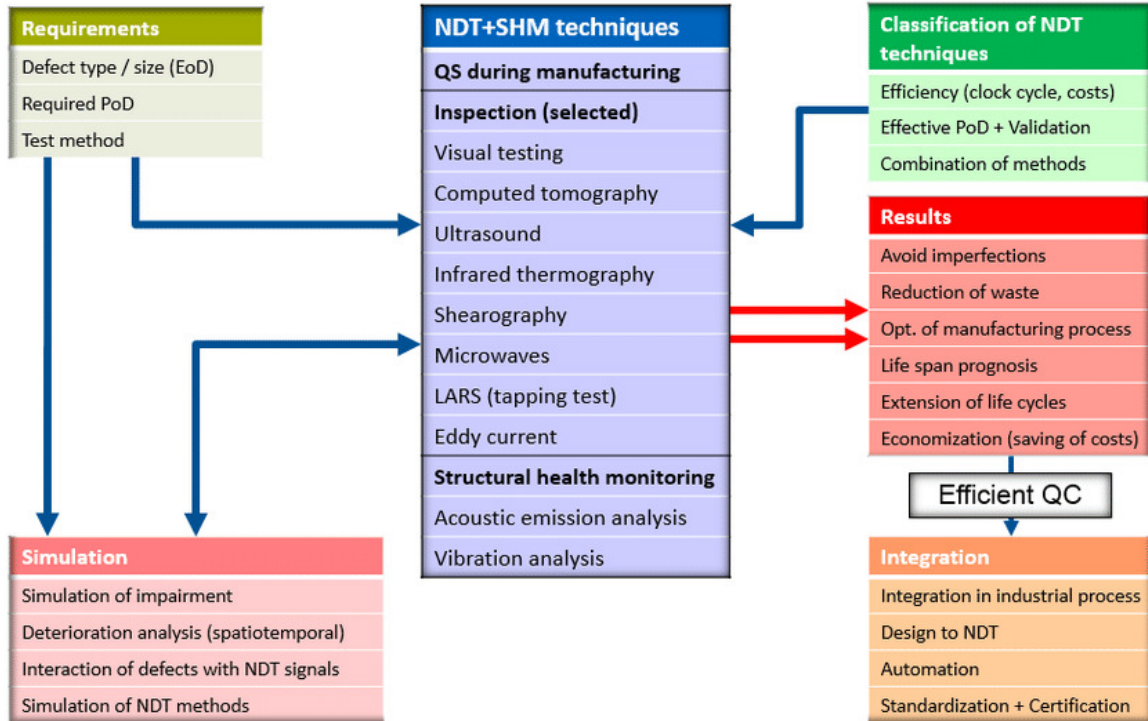 Requirements
Defect type / size (EoD)
Required PoD
Test method
NDT+SHM techniques
QS during manufacturing
Inspection (selected)
Visual testing
Computed tomography
Ultrasound
Infrared thermography
Shearography
Microwaves
LARS (tapping test)
Eddy current
Structural health monitoring
Acoustic emission analysis
Vibration analysis
Classification of NDT
techniques
Efficiency (clock cycle, costs)
Effective PoD + Validation
Combination of methods
Results
Avoid imperfections
Reduction of waste
Opt. of manufacturing process
Life span prognosis
Extension of life cycles
Economization (saving of costs)
Efficient QC
Simulation
Simulation of impairment
Deterioration analysis (spatiotemporal)
Interaction of defects with NDT signals
Simulation of NDT methods
Integration
Integration in industrial process
Design to NDT
Automation
Standardization + Certification